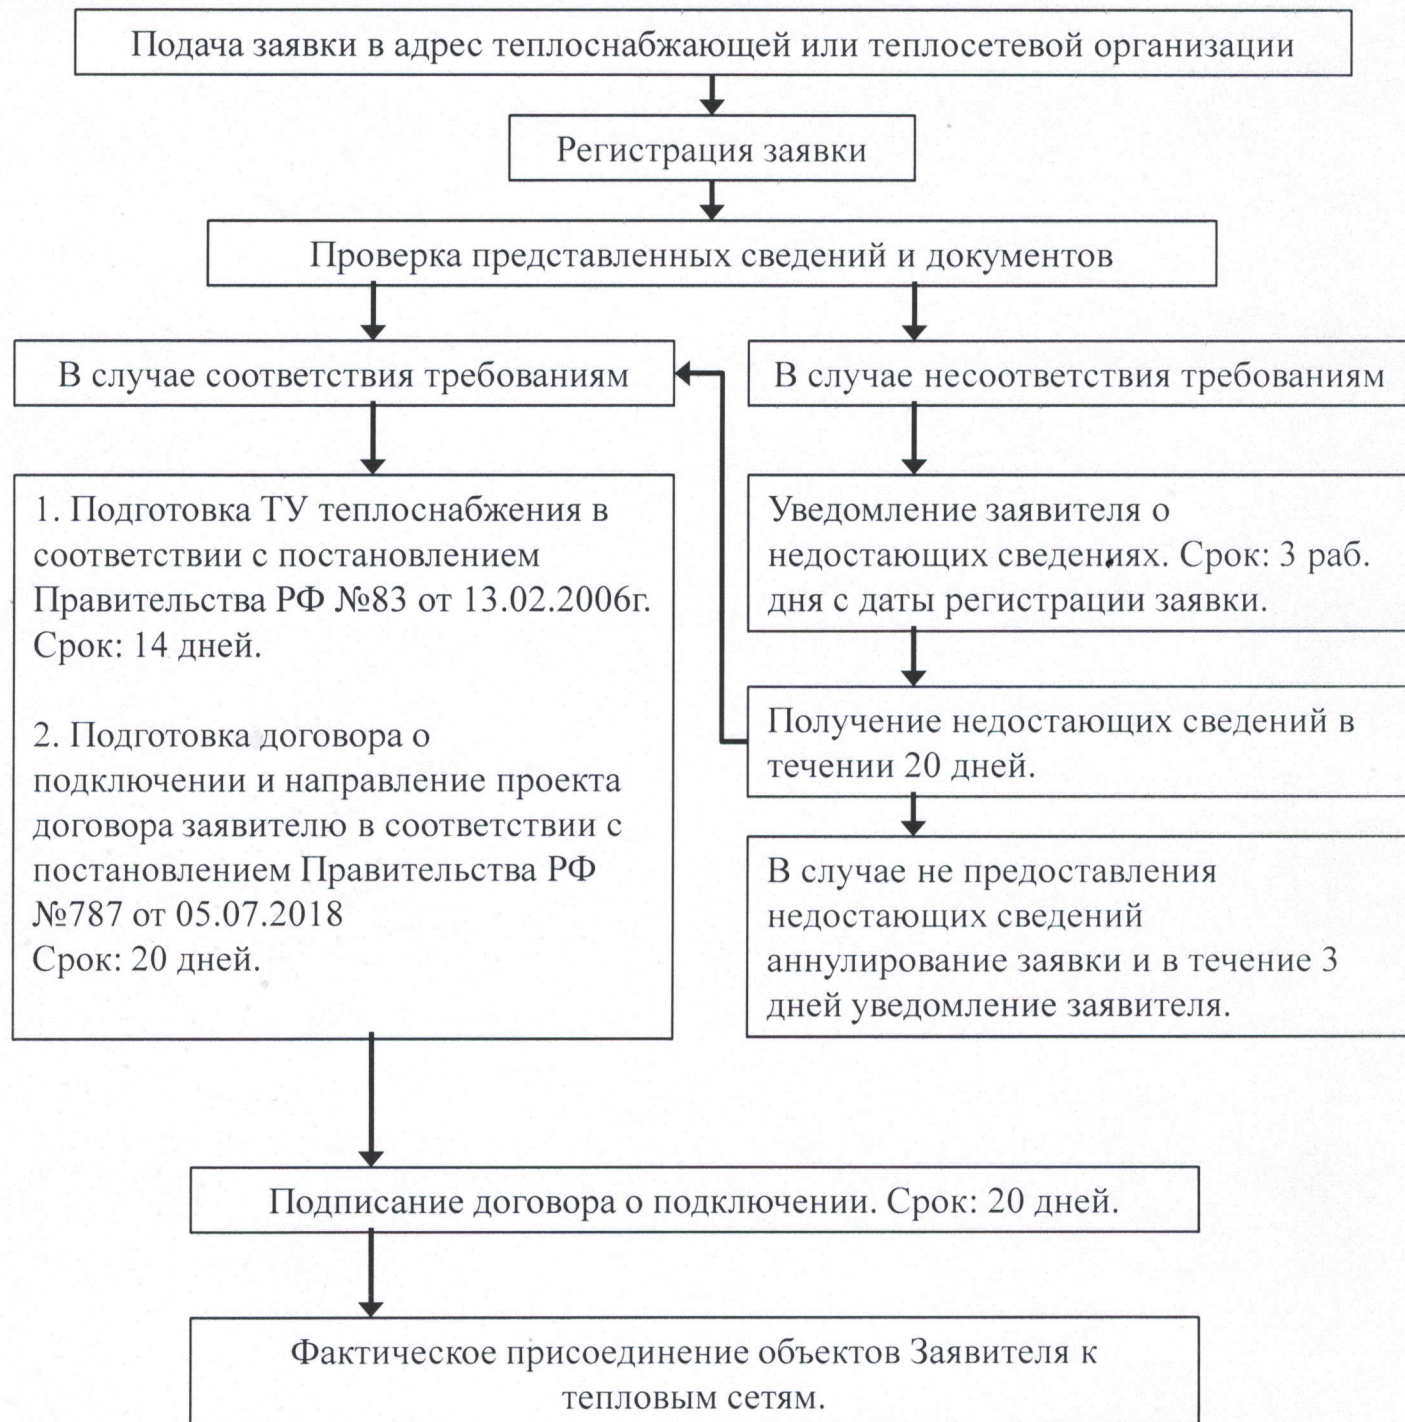 Подача заявки в адрес теплоснабжающей или теплосетевой организации
Регистрация заявки
Проверка представленных сведений и документов
В случае соответствия требованиям
В случае несоответствия требованиям
1. Подготовка ТУ теплоснабжения в
соответствии с постановлением
Правительства РФ №83 от 13.02.2006г.
Срок: 14 дней.
2. Подготовка договора о
подключении и направление проекта
договора заявителю в соответствии с
постановлением Правительства РФ
№787 от 05.07.2018
Срок: 20 дней.
Уведомление заявителя о
недостающих сведениях. Срок: 3 раб.
дня с даты регистрации заявки.
Получение недостающих сведений в
течении 20 дней.
В случае не предоставления
недостающих сведений
аннулирование заявки и в течение 3
дней уведомление заявителя.
Подписание договора о подключении. Срок: 20 дней.
Фактическое присоединение объектов Заявителя к
тепловым сетям.